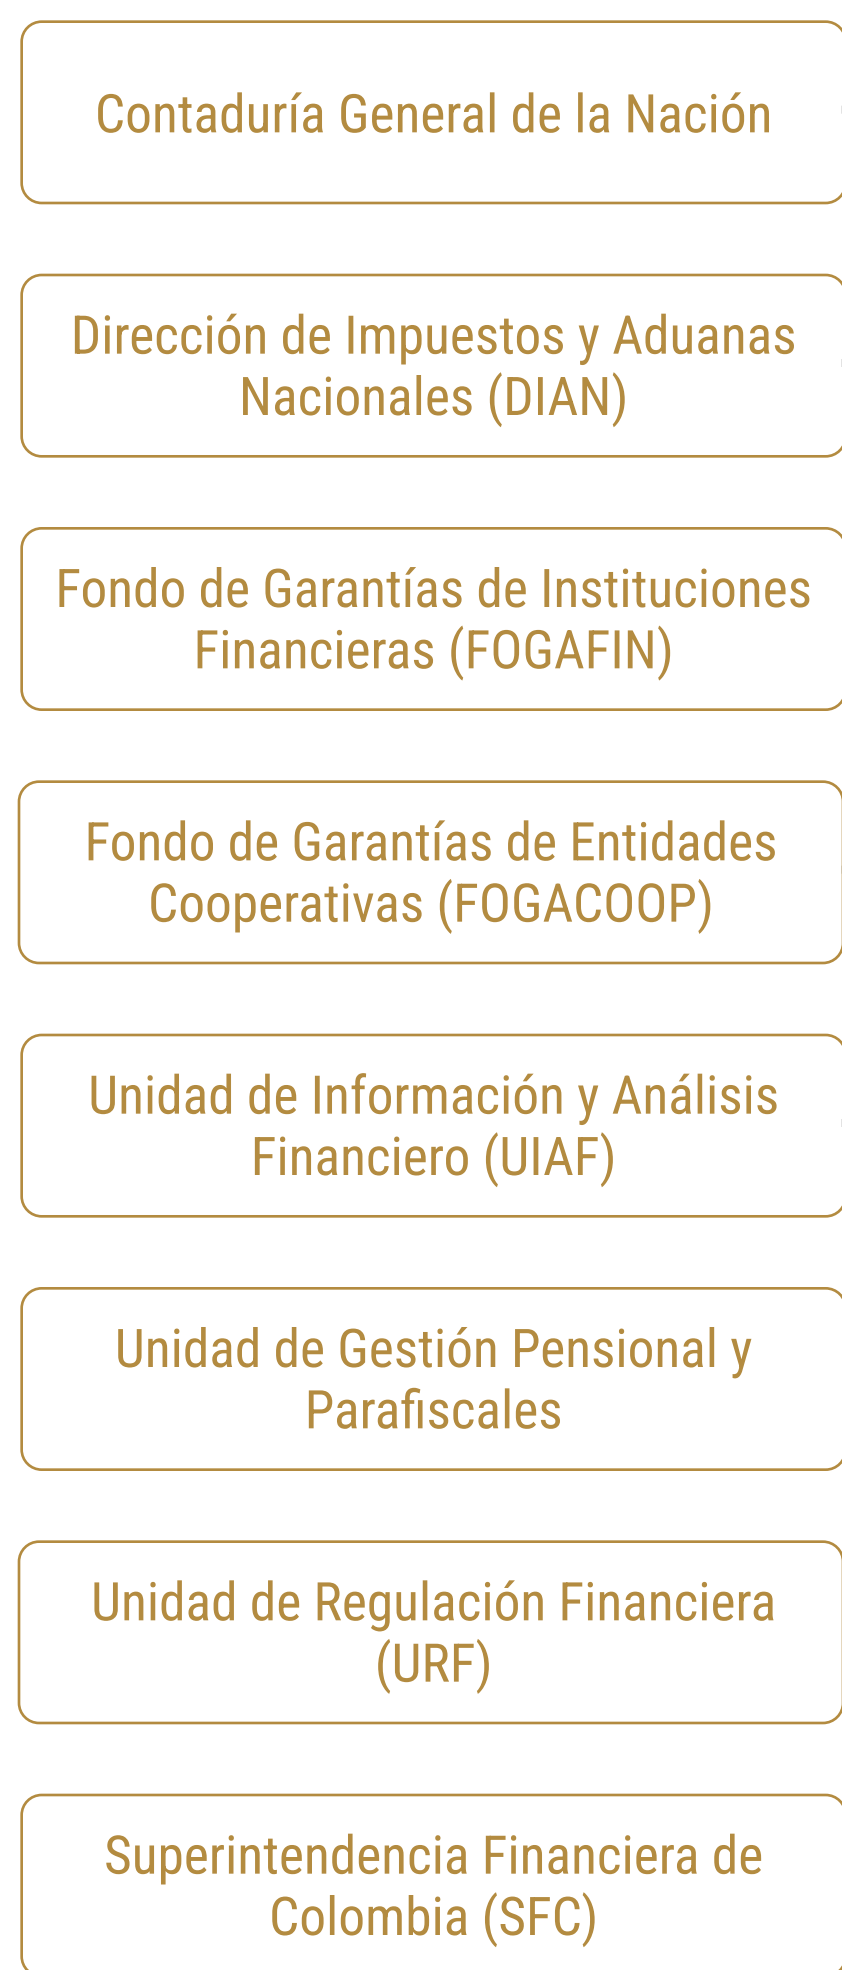 Contaduría General de la Nación
Dirección de Impuestos y Aduanas
Nacionales (DIAN)
Fondo de Garantías de Instituciones
Financieras (FOGAFIN)
Fondo de Garantías de Entidades
Cooperativas (FOGACOOP)
Unidad de Información y Análisis
Financiero (UIAF)
Unidad de Gestión Pensional y
Parafiscales
Unidad de Regulación Financiera
(URF)
Superintendencia Financiera de
Colombia (SFC)